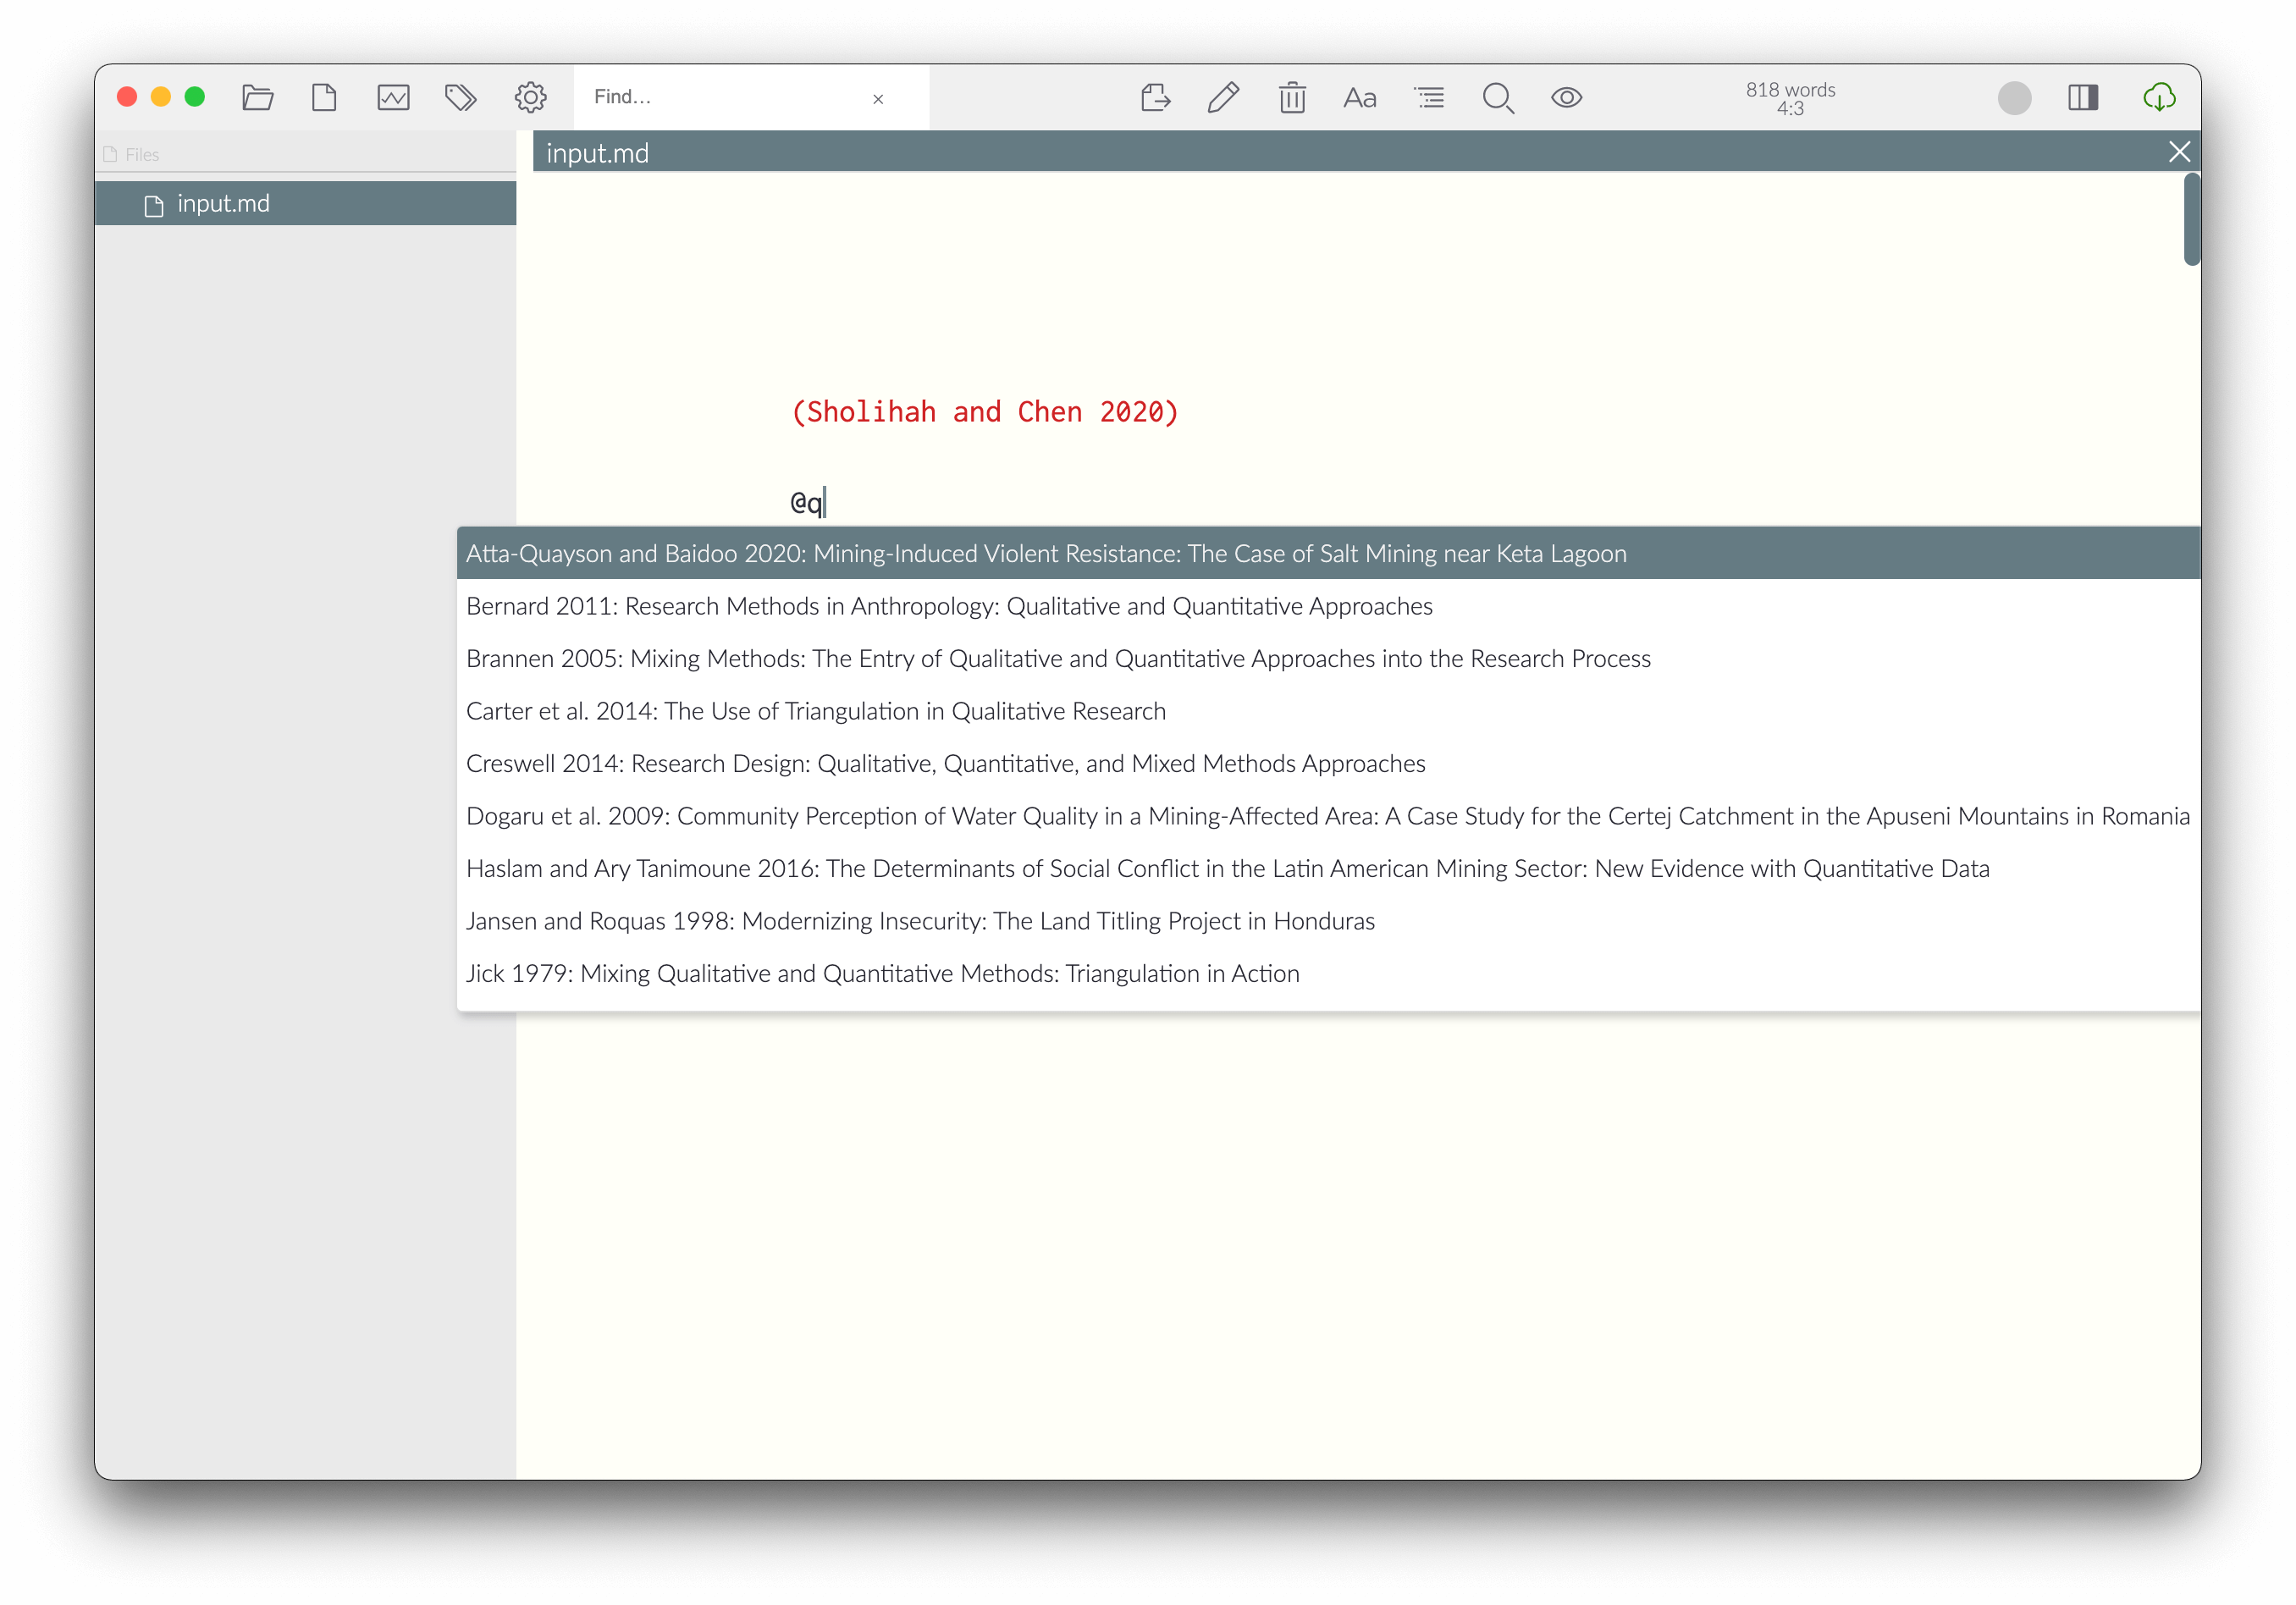 Find...
×
Aa
818 words
4:3
Files
input.md
input.md
(Sholihah and Chen 2020)
@q
Atta-Quayson and Baidoo 2020: Mining-Induced Violent Resistance: The Case of Salt Mining near Keta Lagoon
Bernard 2011: Research Methods in Anthropology: Qualitative and Quantitative Approaches
Brannen 2005: Mixing Methods: The Entry of Qualitative and Quantitative Approaches into the Research Process
Carter et al. 2014: The Use of Triangulation in Qualitative Research
Creswell 2014: Research Design: Qualitative, Quantitative, and Mixed Methods Approaches
Dogaru et al. 2009: Community Perception of Water Quality in a Mining-Affected Area: A Case Study for the Certej Catchment in the Apuseni Mountains in Romania
Haslam and Ary Tanimoune 2016: The Determinants of Social Conflict in the Latin American Mining Sector: New Evidence with Quantitative Data
Jansen and Roquas 1998: Modernizing Insecurity: The Land Titling Project in Honduras
Jick 1979: Mixing Qualitative and Quantitative Methods: Triangulation in Action